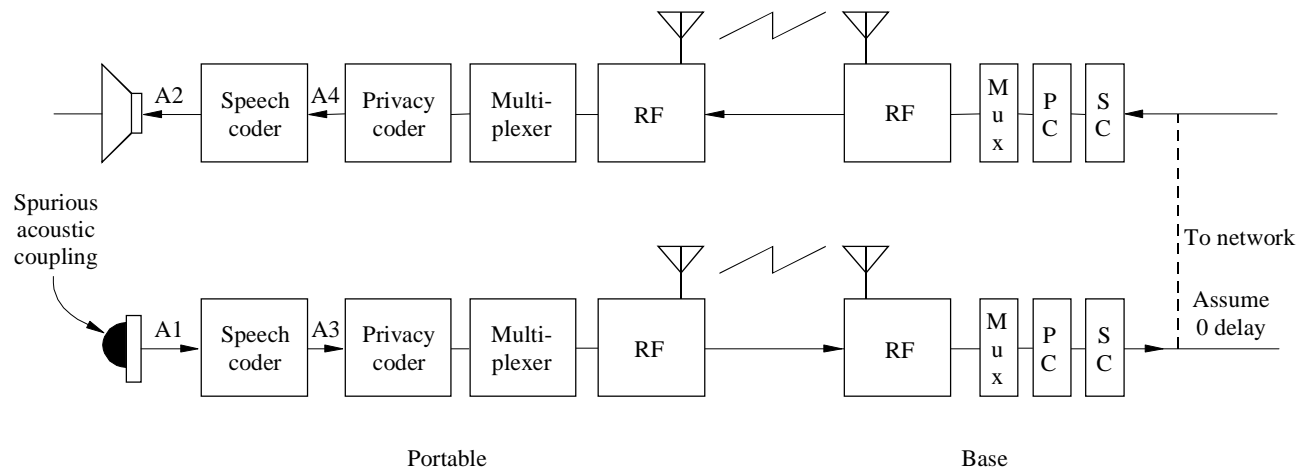 A2
Speech
coder
A4
Privacy
coder
Multi-
plexer
RF
RF
M
u
x
P
C
S
C
Spurious
acoustic
coupling
To network
Assume
0 delay
A1
Speech
coder
A3
Privacy
coder
Multi-
plexer
RF
RF
M
u
x
P
C
S
C
Portable
Base